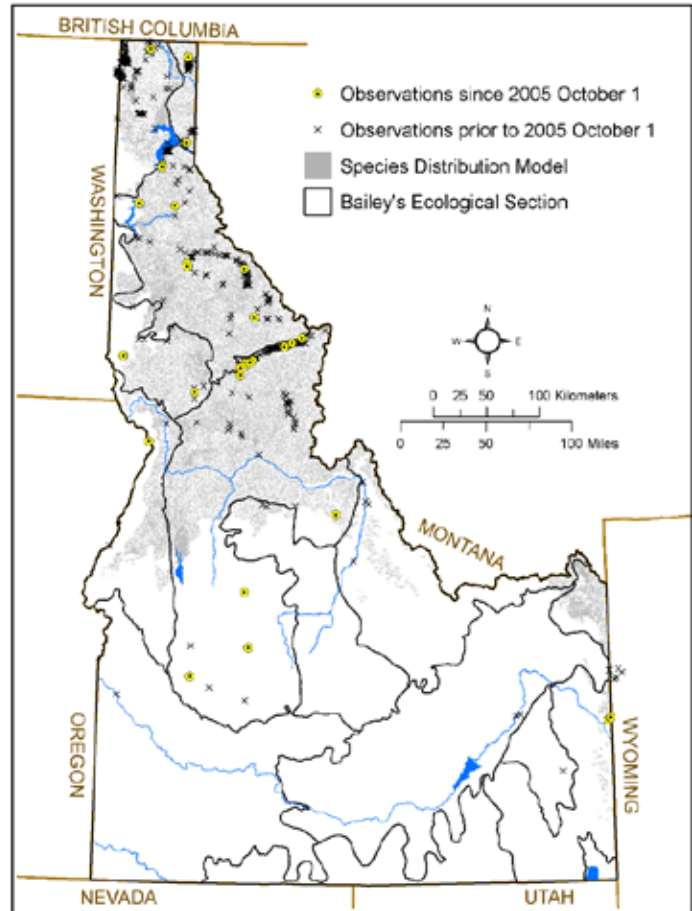 BRITISH COLUMBIA
Observations since 2005 October 1
Observations prior to 2005 October 1
Species Distribution Model
Bailey's Ecological Section
WASHINGTON
N
W E
S
0 25 50 100 Kilometers
0 25 50 100 Miles
MONTANA
OREGON
WYOMING
NEVADA
UTAH